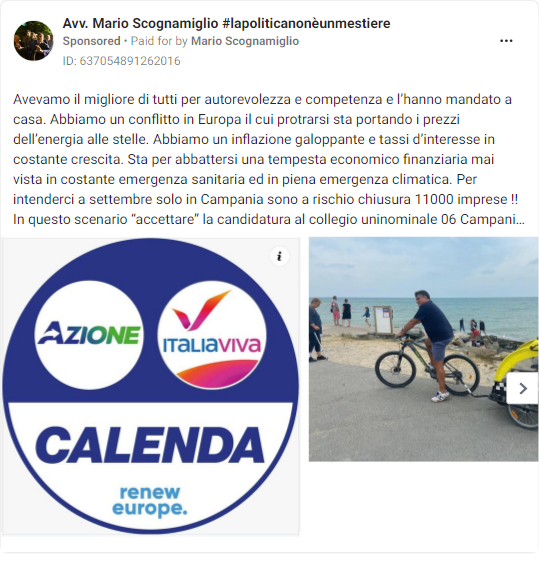 Avv. Mario Scognamiglio #lapoliticanonèunmestiere
Sponsored • Paid for by Mario Scognamiglio
ID: 637054891262016
Avevamo il migliore di tutti per autorevolezza e competenza e l'hanno mandato a
casa. Abbiamo un conflitto in Europa il cui protrarsi sta portando i prezzi
dell'energia alle stelle. Abbiamo un inflazione galoppante e tassi d'interesse in
costante crescita. Sta per abbattersi una tempesta economico finanziaria mai
vista in costante emergenza sanitaria ed in piena emergenza climatica. Per
intenderci a settembre solo in Campania sono a rischio chiusura 11000 imprese !!
In questo scenario “accettare” la candidatura al collegio uninominale 06 Campani...
AZIONE
ITALIAVIVA
CALENDA
renew
europe.